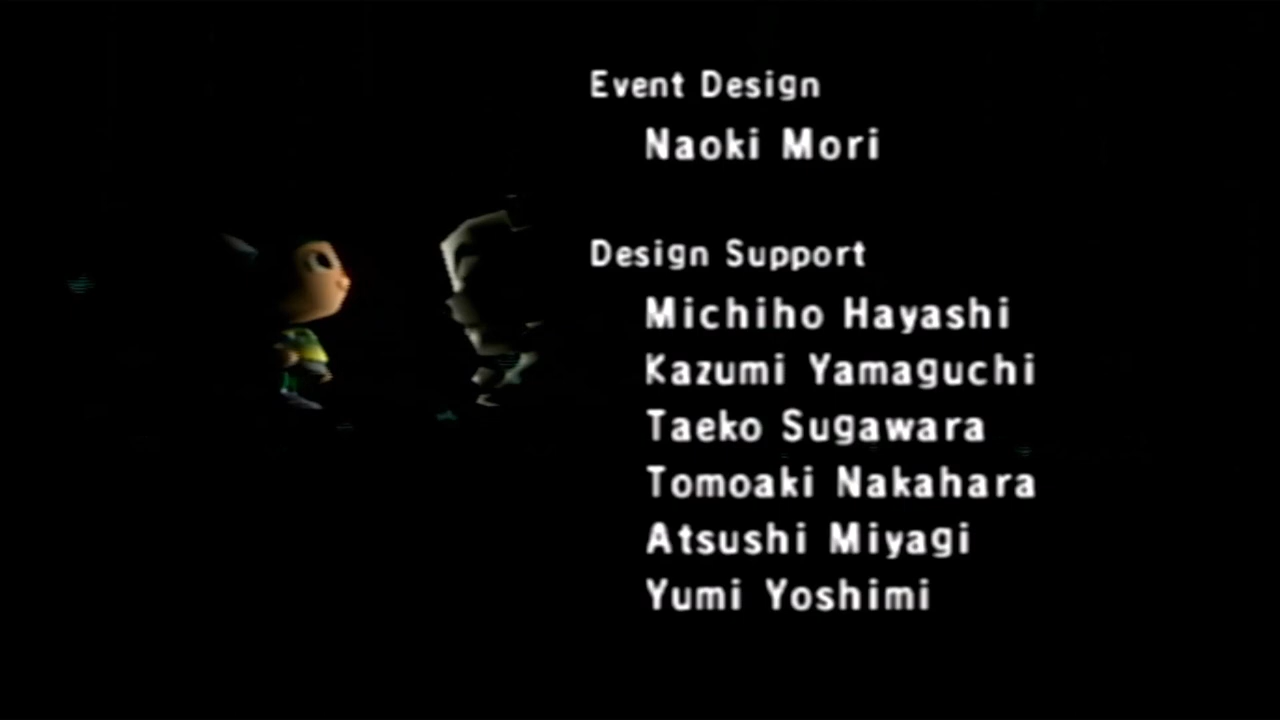 Event Design
Naoki Mori
Design Support
Michiho Hayashi
Kazumi Yamaguchi
Taeko Sugawara
Tomoaki Nakahara
Atsushi Miyagi
Yumi Yoshimi